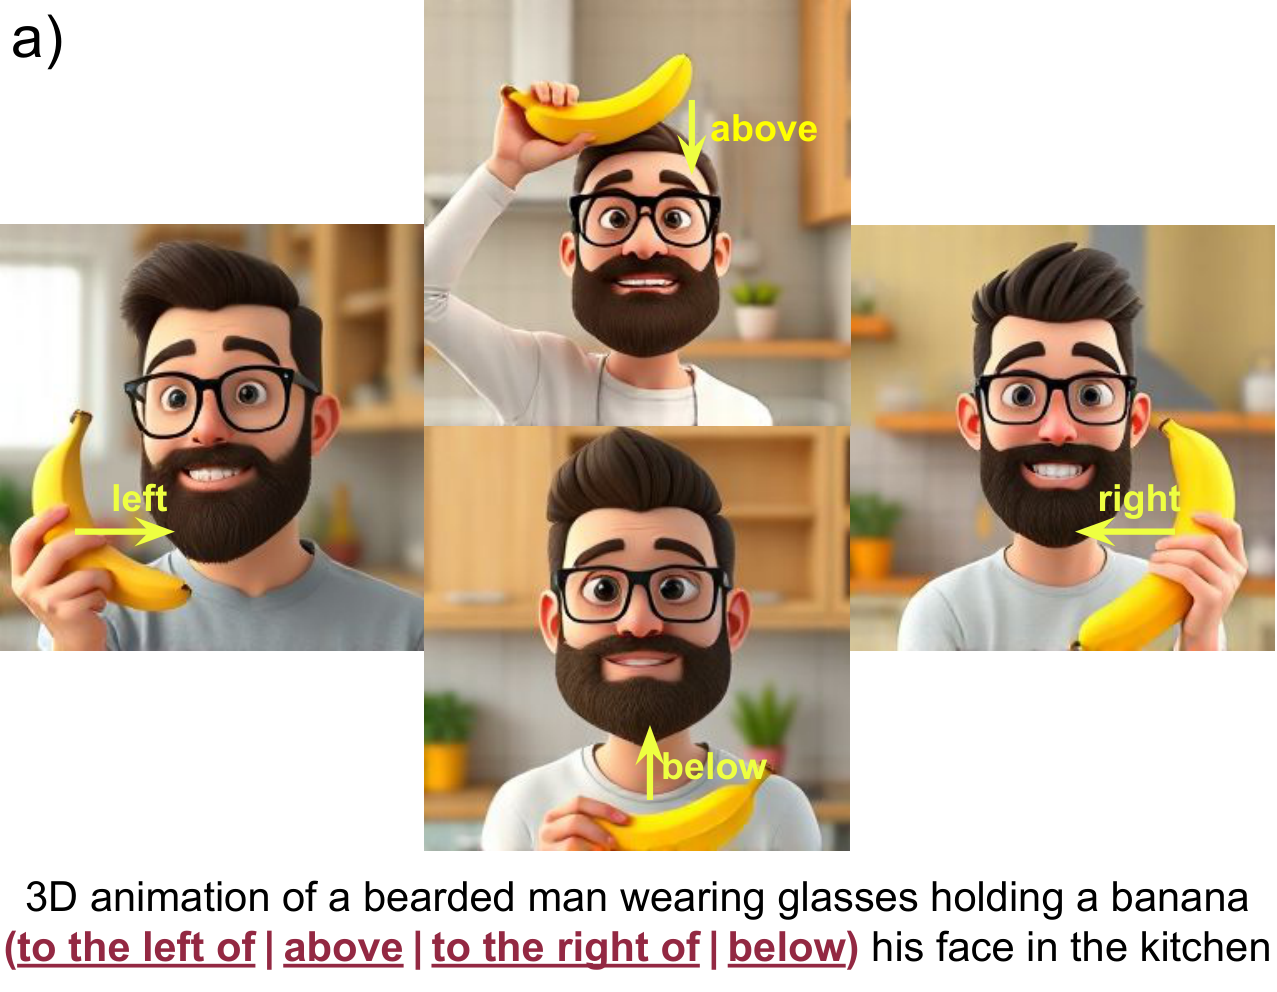 a)
above
left
right
below
3D animation of a bearded man wearing glasses holding a banana
(to the left of | above | to the right of | below) his face in the kitchen